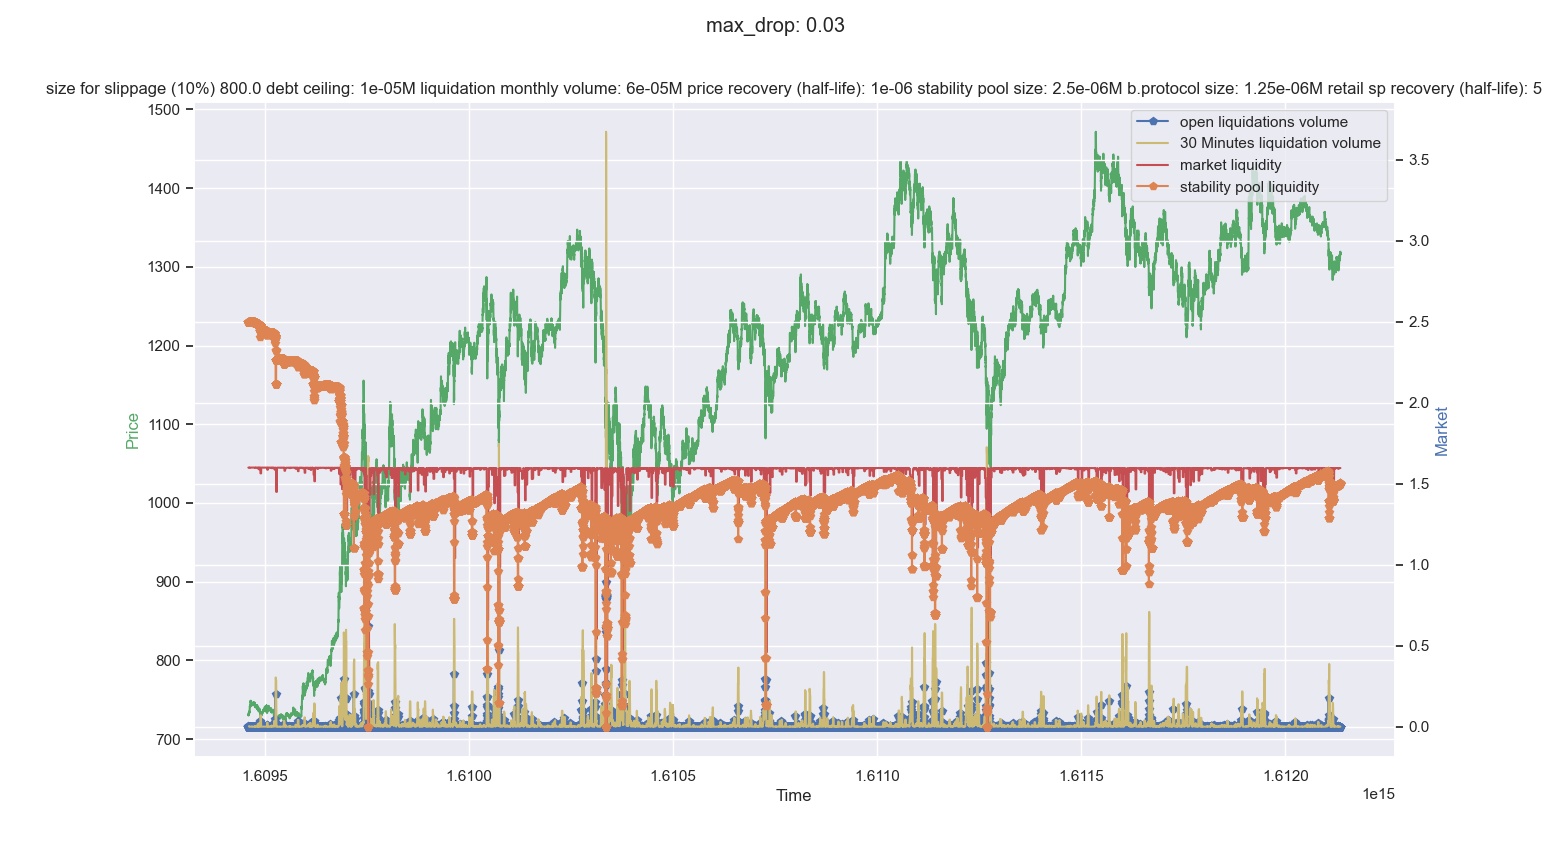 max_drop: 0.03
size for slippage (10%) 800.0 debt ceiling: 1e-05M liquidation monthly volume: 6e-05M price recovery (half-life): 1e-06 stability pool size: 2.5e-06M b.protocol size: 1.25e-06M retail sp recovery (half-life): 5
open liquidations volume
30 Minutes liquidation volume
market liquidity
stability pool liquidity
1500
1400
1300
1200
1100
1000
900
800
700
Price
3.5
3.0
2.5
2.0
1.5
1.0
0.5
0.0
Market
1.6095 1.6100 1.6105 1.6110 1.6115 1.6120
Time
1e15